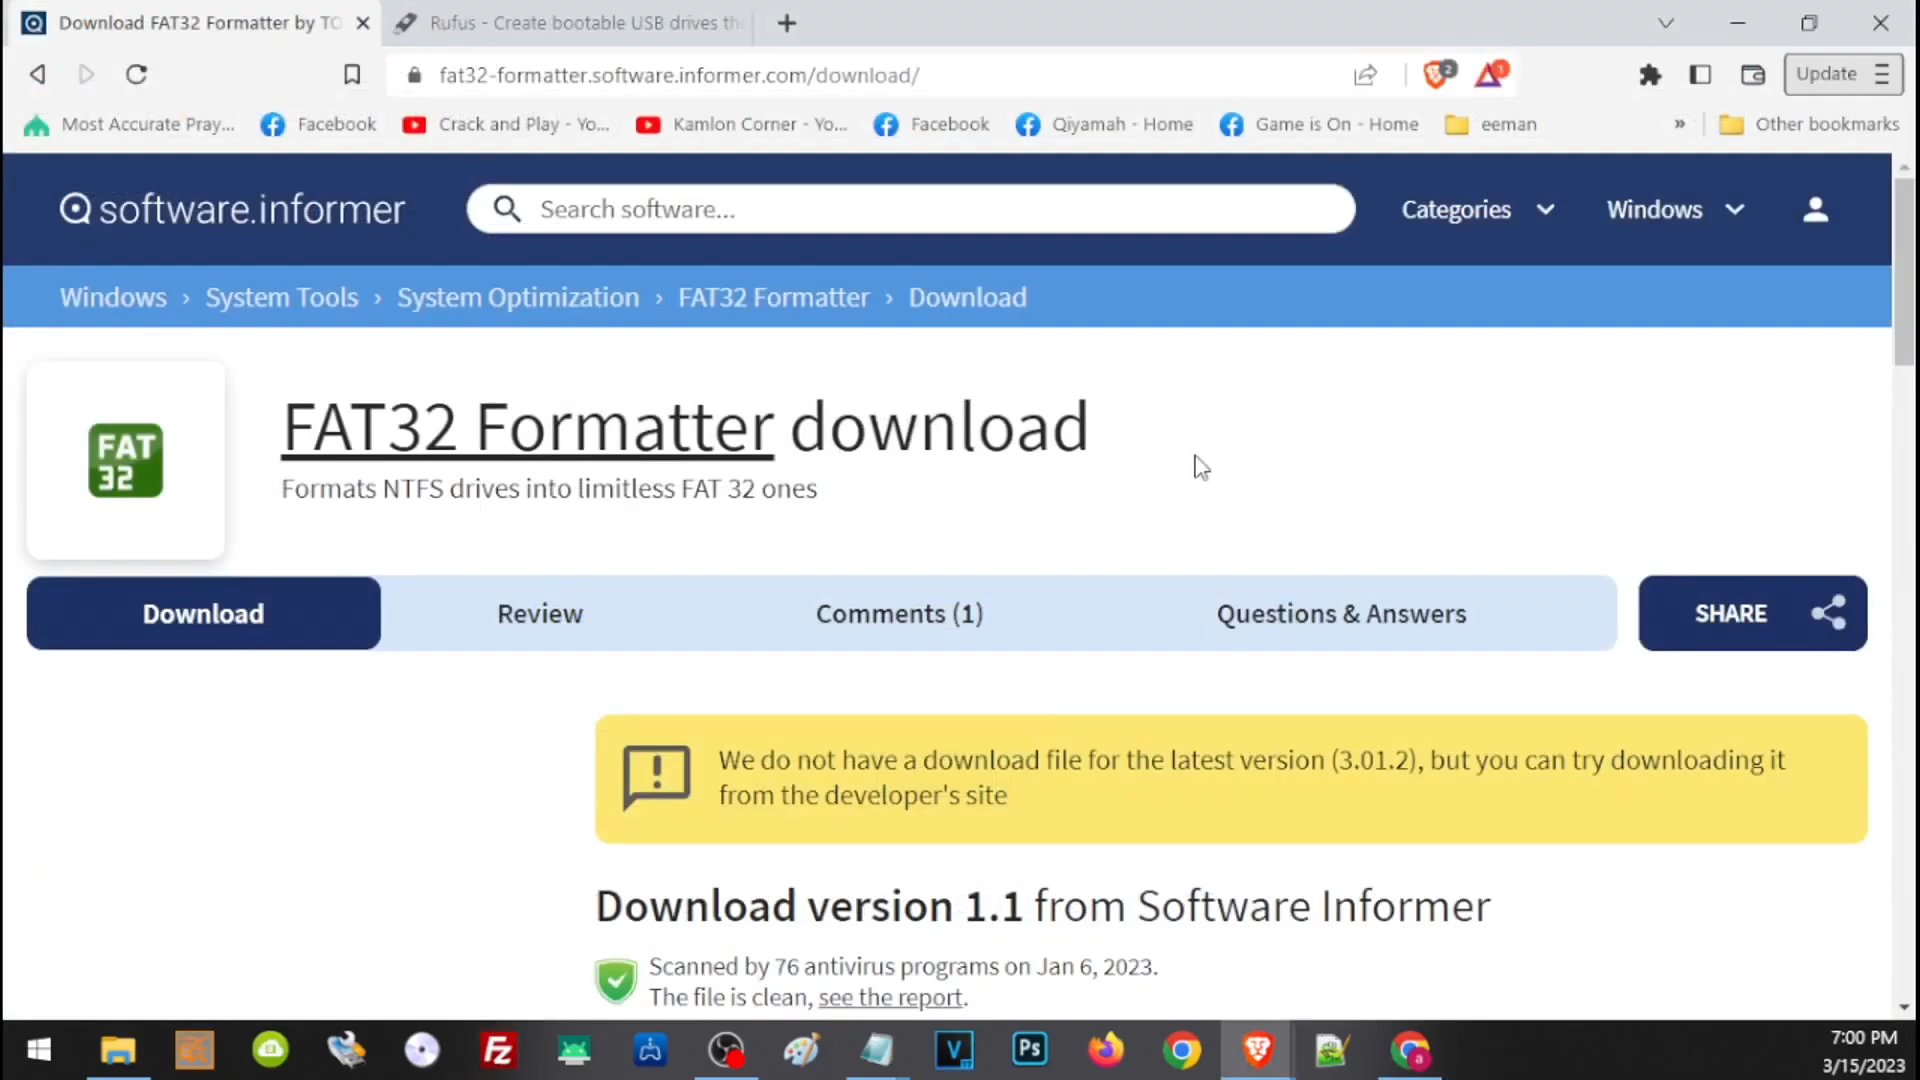 Download FAT32 Formatter by TO
Rufus - Create bootable USB drives the
fat32-formatter.software.informer.com/download/
2
1
Update
Most Accurate Pray...
Facebook
Crack and Play - Yo...
Kamlon Corner - Yo...
Facebook
Qiyamah - Home
Game is On - Home
eeman
»
Other bookmarks
software.informer
Search software...
Categories
Windows
Windows › System Tools › System Optimization › FAT32 Formatter › Download
FAT
32
FAT32 Formatter download
Formats NTFS drives into limitless FAT 32 ones
Download
Review
Comments (1)
Questions & Answers
SHARE
We do not have a download file for the latest version (3.01.2), but you can try downloading it
from the developer's site
Download version 1.1 from Software Informer
Scanned by 76 antivirus programs on Jan 6, 2023.
The file is clean, see the report.
Fz
V
Ps
a
7:00 PM
3/15/2023